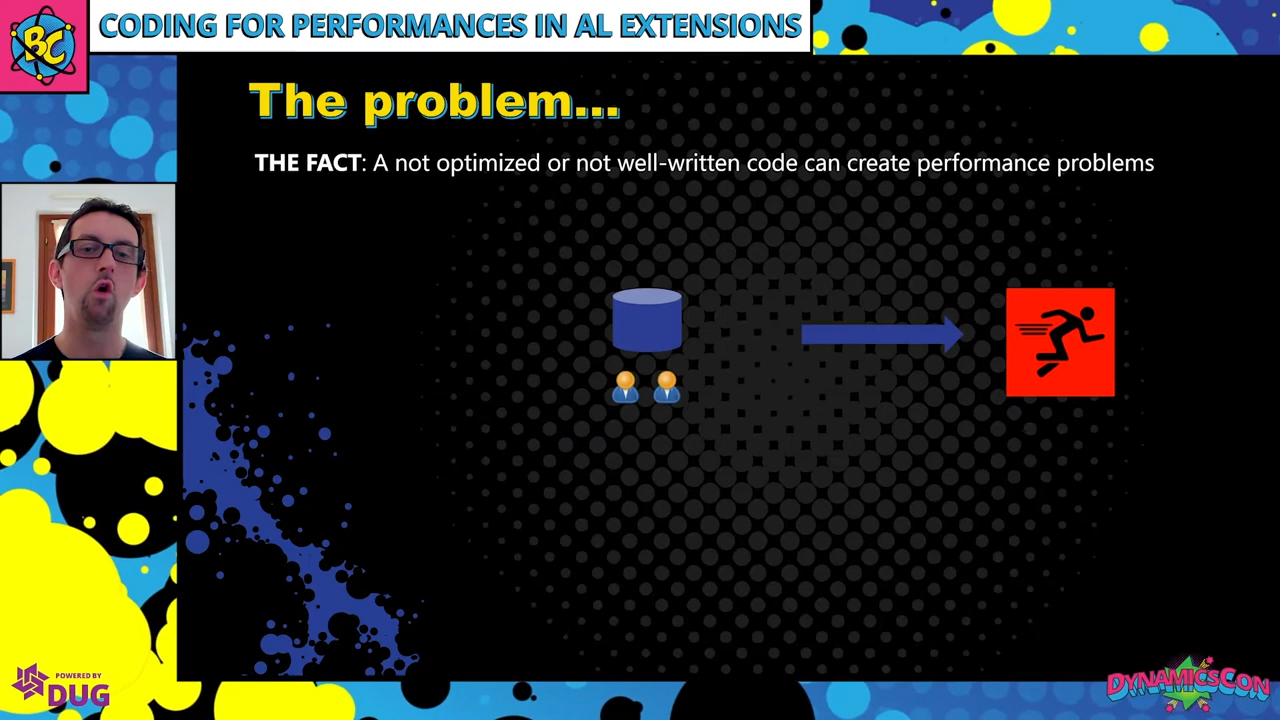 BC
CODING FOR PERFORMANCES IN AL EXTENSIONS
The problem...
THE FACT: A not optimized or not well-written code can create performance problems
POWERED BY
DUG
DYNAMICSCON